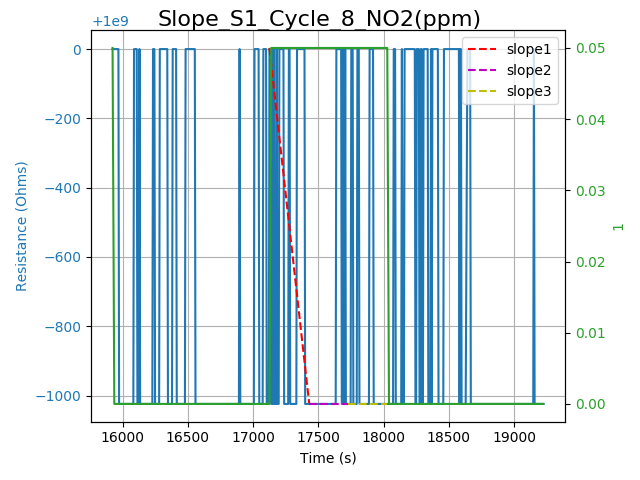 Slope_S1_Cycle_8_NO2(ppm)
+1e9
slope1
slope2
slope3
0
−200
−400
−600
−800
−1000
Resistance (Ohms)
0.05
0.04
0.03
0.02
0.01
0.00
1
16000 16500 17000 17500 18000 18500 19000
Time (s)